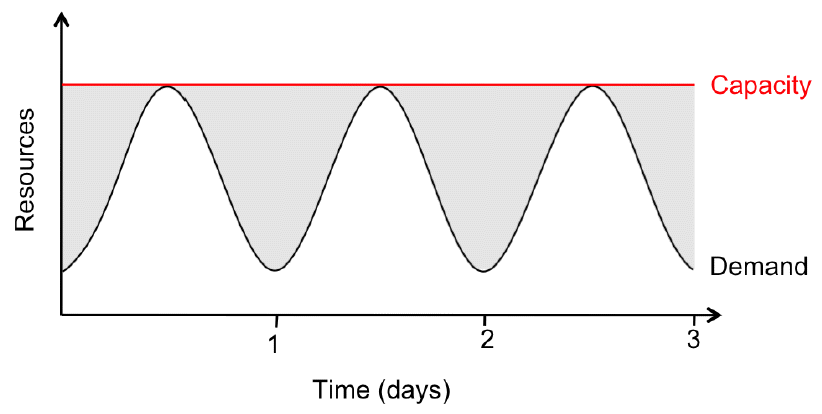 Resources
Capacity
Demand
1
2
3
Time (days)